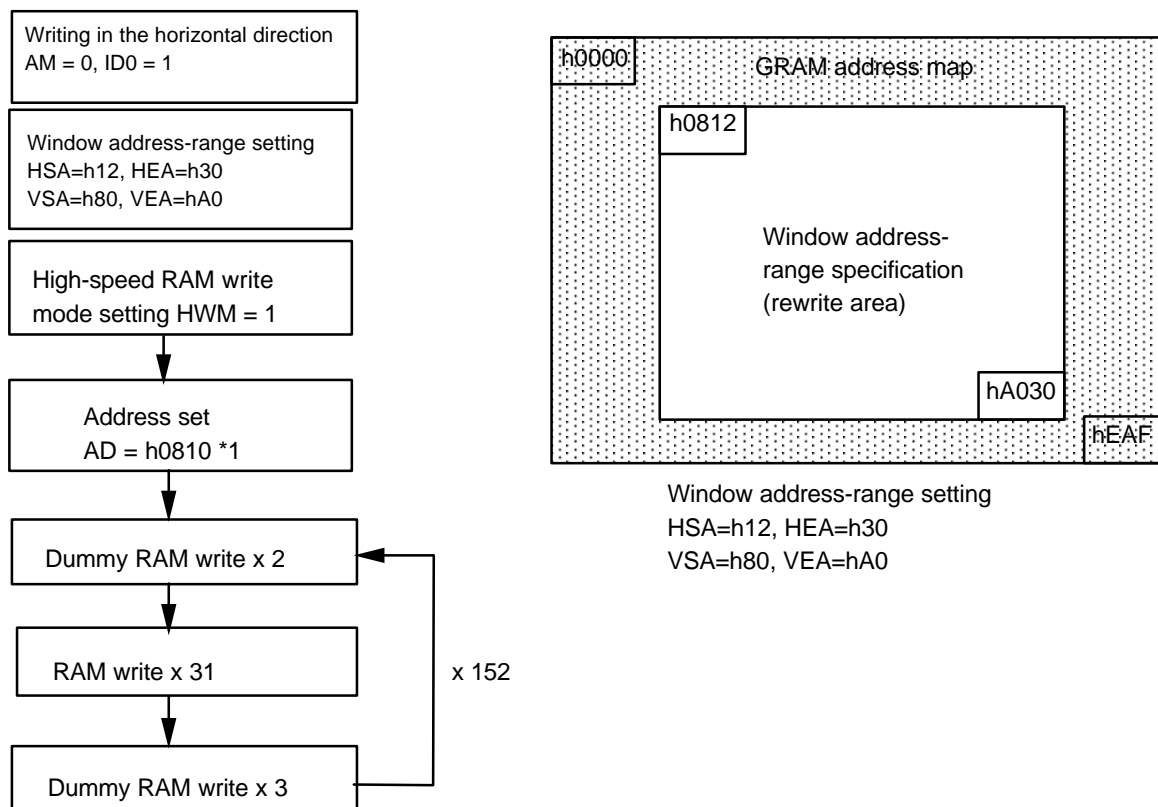 Writing in the horizontal direction
AM = 0, ID0 = 1
Window address-range setting
HSA=h12, HEA=h30
VSA=h80, VEA=hA0
High-speed RAM write
mode setting HWM = 1
Address set
AD = h0810 *1
Dummy RAM write x 2
RAM write x 31
Dummy RAM write x 3
x 152
h0000
GRAM address map
h0812
Window address-
range specification
(rewrite area)
hA030
hEAF
Window address-range setting
HSA=h12, HEA=h30
VSA=h80, VEA=hA0